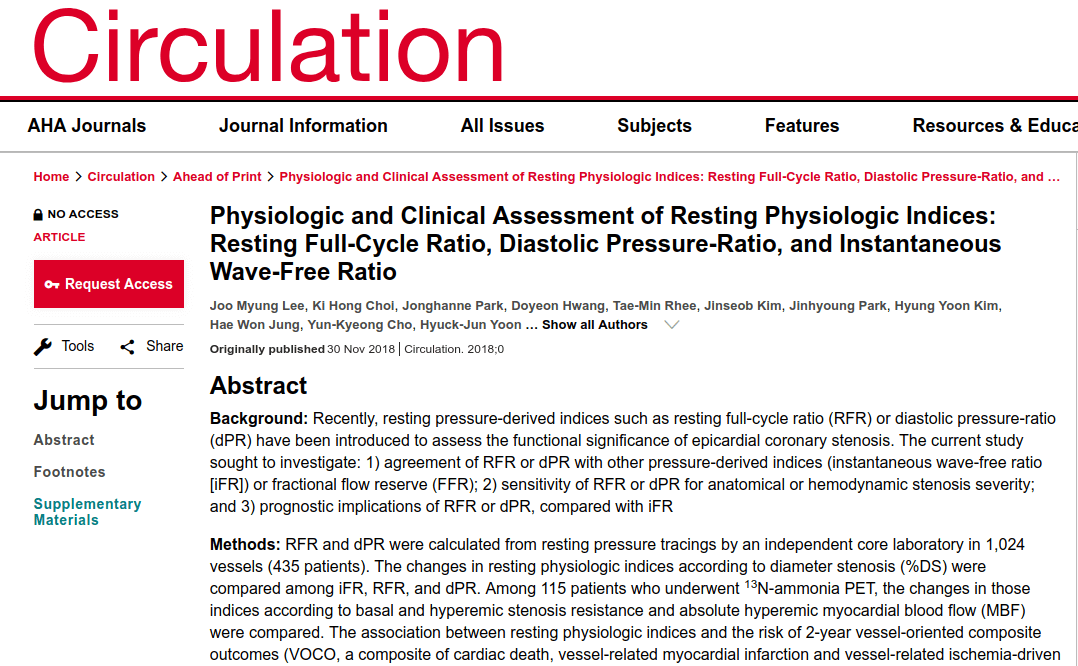 Circulation
AHA Journals Journal Information All Issues Subjects Features Resources & Educa
Home > Circulation > Ahead of Print > Physiologic and Clinical Assessment of Resting Physiologic Indices: Resting Full-Cycle Ratio, Diastolic Pressure-Ratio, and ...
NO ACCESS
ARTICLE
Request Access
Tools Share
Jump to
Abstract
Footnotes
Supplementary
Materials
Physiologic and Clinical Assessment of Resting Physiologic Indices:
Resting Full-Cycle Ratio, Diastolic Pressure-Ratio, and Instantaneous
Wave-Free Ratio
Joo Myung Lee, Ki Hong Choi, Jonghanne Park, Doyeon Hwang, Tae-Min Rhee, Jinseob Kim, Jinhyoung Park, Hyung Yoon Kim,
Hae Won Jung, Yun-Kyeong Cho, Hyuck-Jun Yoon ... Show all Authors
Originally published 30 Nov 2018 | Circulation. 2018;0
Abstract
Background: Recently, resting pressure-derived indices such as resting full-cycle ratio (RFR) or diastolic pressure-ratio
(dPR) have been introduced to assess the functional significance of epicardial coronary stenosis. The current study
sought to investigate: 1) agreement of RFR or dPR with other pressure-derived indices (instantaneous wave-free ratio
[iFR]) or fractional flow reserve (FFR); 2) sensitivity of RFR or dPR for anatomical or hemodynamic stenosis severity;
and 3) prognostic implications of RFR or dPR, compared with iFR
Methods: RFR and dPR were calculated from resting pressure tracings by an independent core laboratory in 1,024
vessels (435 patients). The changes in resting physiologic indices according to diameter stenosis (%DS) were
compared among iFR, RFR, and dPR. Among 115 patients who underwent ¹³N-ammonia PET, the changes in those
indices according to basal and hyperemic stenosis resistance and absolute hyperemic myocardial blood flow (MBF)
were compared. The association between resting physiologic indices and the risk of 2-year vessel-oriented composite
outcomes (VOCO, a composite of cardiac death, vessel-related myocardial infarction and vessel-related ischemia-driven